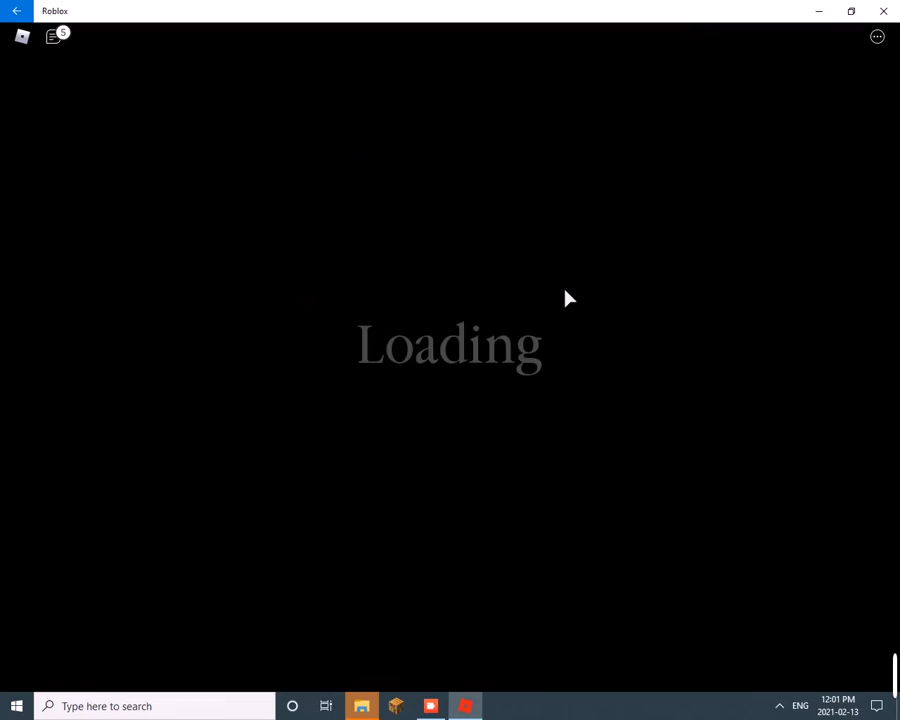 Roblox
5
Loading
Type here to search
ENG
12:01 PM
2021-02-13